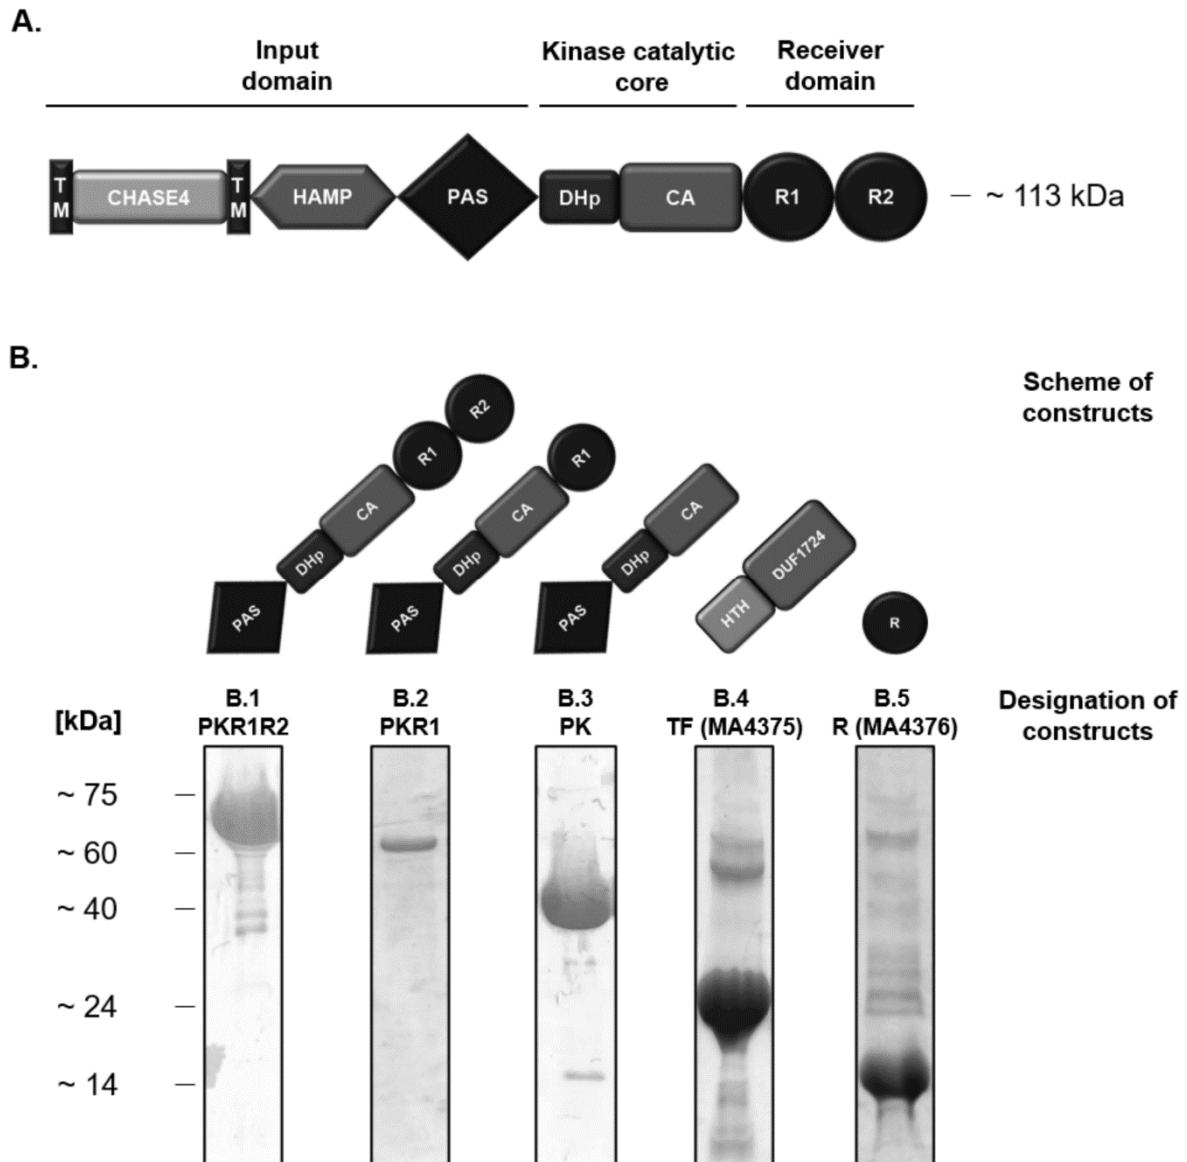 A.
Input
domain
Kinase catalytic
core
Receiver
domain
TM
CHASE4
TM
HAMP
PAS
DHp
CA
R1
R2
~ 113 kDa
B.
Scheme of
constructs
PAS
DHp
CA
R1
R2
PAS
DHp
CA
R1
PAS
DHp
CA
HTH
DUF1724
R
[kDa]
B.1
PKR1R2
B.2
PKR1
B.3
PK
B.4
TF (MA4375)
B.5
R (MA4376)
Designation of
constructs
~ 75
~ 60
~ 40
~ 24
~ 14